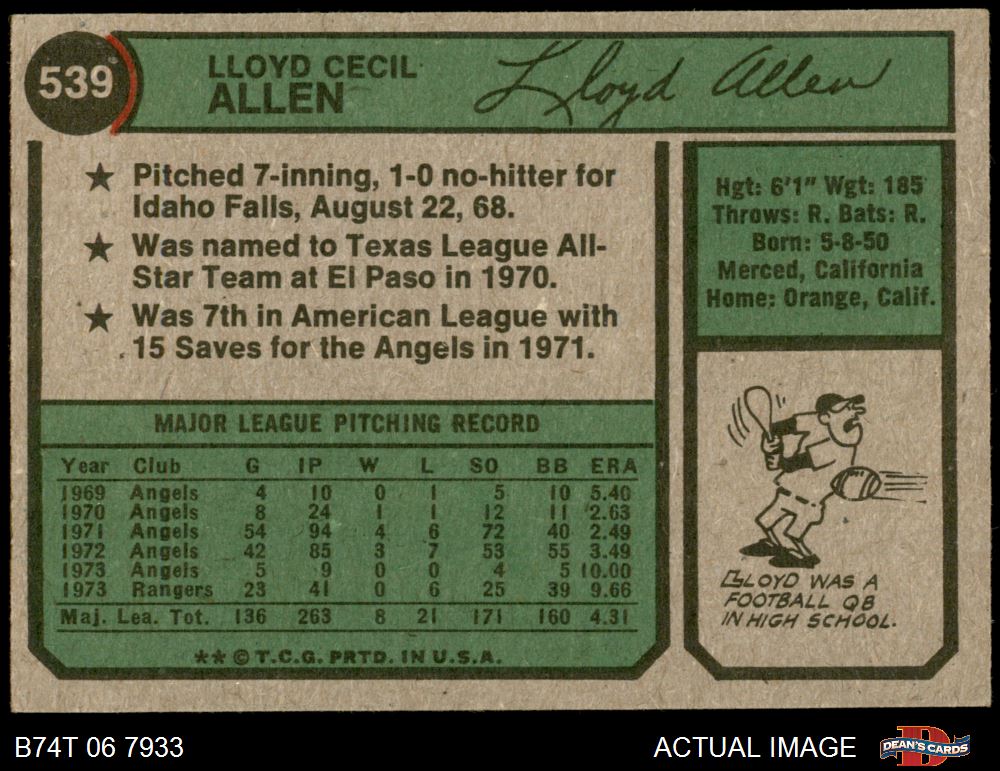 539
LLOYD CECIL
ALLEN
Lloyd Allen
★ Pitched 7-inning, 1-0 no-hitter for
Idaho Falls, August 22, 68.
★ Was named to Texas League All-
Star Team at El Paso in 1970.
★ Was 7th in American League with
15 Saves for the Angels in 1971.
Hgt: 6'1" Wgt: 185
Throws: R. Bats: R.
Born: 5-8-50
Merced, California
Home: Orange, Calif.
MAJOR LEAGUE PITCHING RECORD
Year Club G IP W L SO BB ERA
1969 Angels 4 10 0 1 5 10 5.40
1970 Angels 8 24 1 1 12 11 2.63
1971 Angels 54 94 4 6 72 40 2.49
1972 Angels 42 85 3 7 53 55 3.49
1973 Angels 5 9 0 0 4 5 10.00
1973 Rangers 23 41 0 6 25 39 9.66
Maj. Lea. Tot. 136 263 8 21 171 160 4.31
** © T.C.G. PRTD. IN U.S.A.
LLOYD WAS A
FOOTBALL QB
IN HIGH SCHOOL.
B74T 06 7933
ACTUAL IMAGE
DEAN'S CARDS